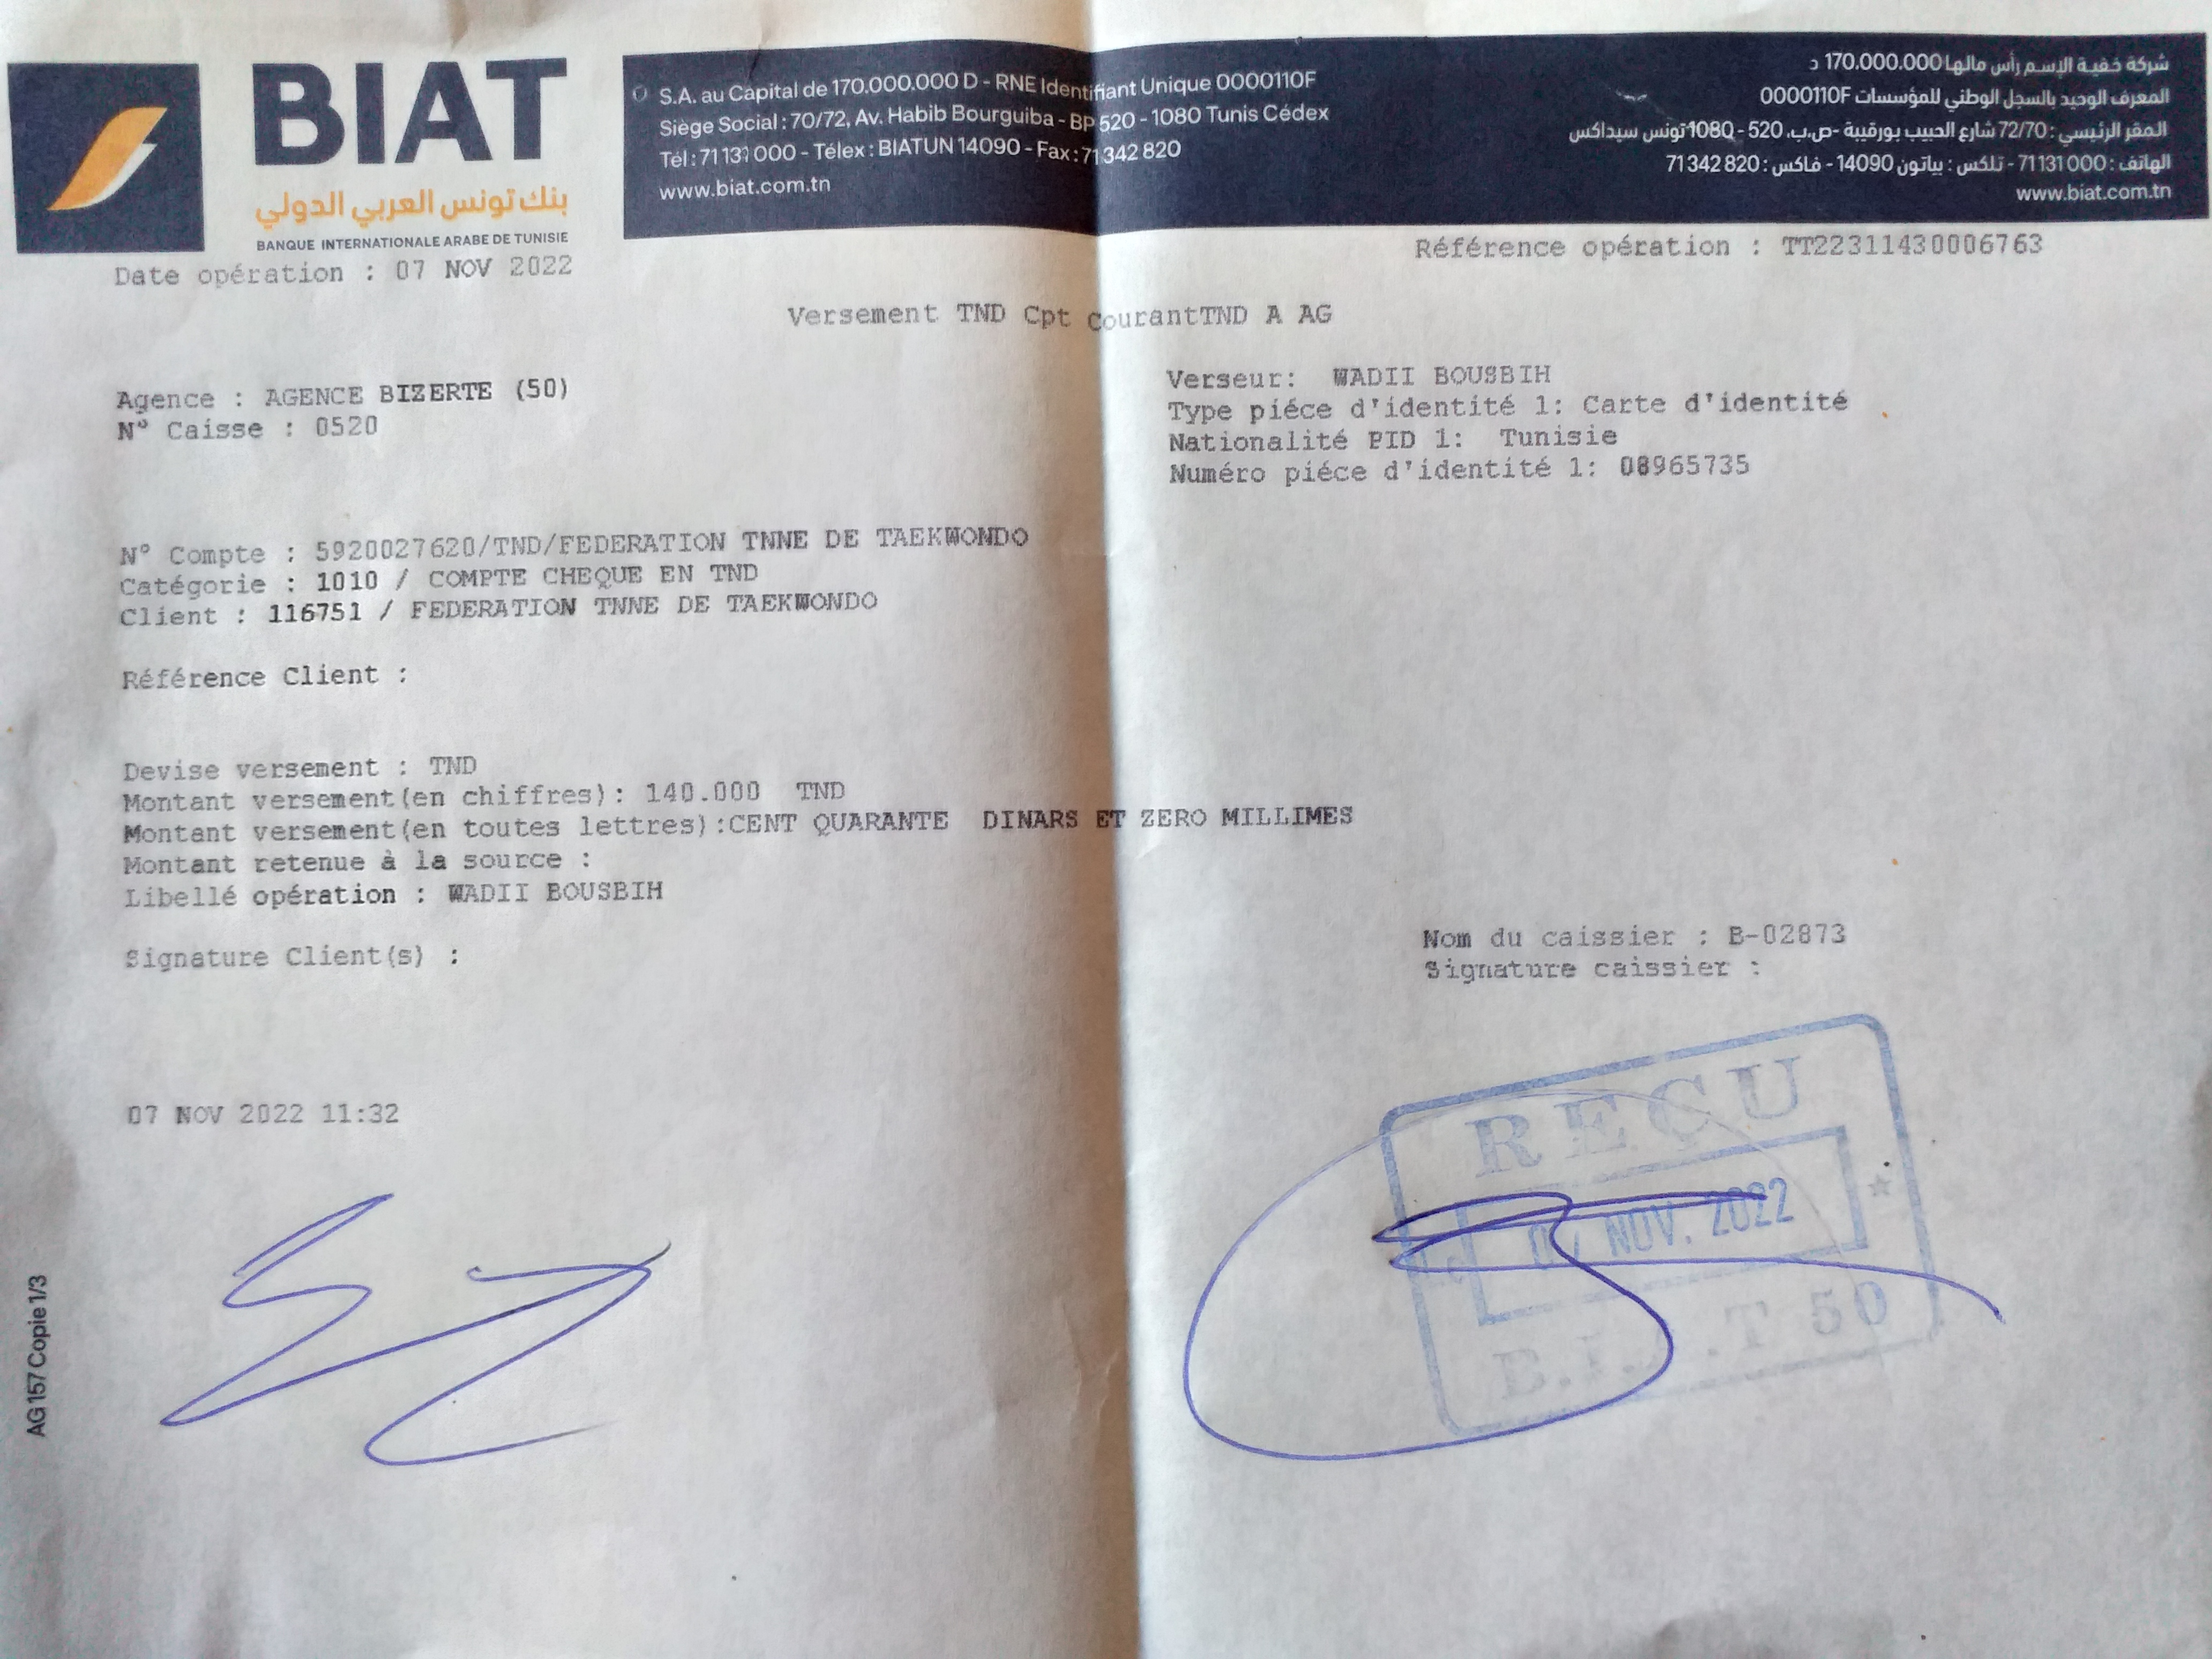 BIAT
بنك تونس العربي الدولي
BANQUE INTERNATIONALE ARABE DE TUNISIE
S.A. au Capital de 170.000.000 D - RNE Identifiant Unique 0000110F
Siège Social : 70/72, Av. Habib Bourguiba - BP 520 - 1080 Tunis Cédex
Tél : 71 131 000 - Télex : BIATUN 14090 - Fax : 71 342 820
www.biat.com.tn
شركة خفية الإسم رأس مالها 170.000.000 د
المعرف الوحيد بالسجل الوطني للمؤسسات 0000110F
المقر الرئيسي : 72/70 شارع الحبيب بورقيبة -ص.ب. 520 - 1080 تونس سيداكس
الهاتف : 71131000 - تلكس : بياتون 14090 - فاكس : 71342820
www.biat.com.tn
Date opération : 07 NOV 2022
Référence opération : TT22311430006763
Versement TND Cpt courantTND A AG
Agence : AGENCE BIZERTE (50)
N° Caisse : 0520
Verseur: WADII BOUSBIH
Type piéce d'identité 1: Carte d'identité
Nationalité PID 1: Tunisie
Numéro piéce d'identité 1: 08965735
N° Compte : 5920027620/TND/FEDERATION TNNE DE TAEKWONDO
Catégorie : 1010 / COMPTE CHEQUE EN TND
Client : 116751 / FEDERATION TNNE DE TAEKWONDO
Référence Client :
Devise versement : TND
Montant versement(en chiffres): 140.000 TND
Montant versement(en toutes lettres):CENT QUARANTE DINARS ET ZERO MILLIMES
Montant retenue à la source :
Libellé opération : WADII BOUSBIH
Signature Client(s) :
Nom du caissier : B-02873
Signature caissier :
07 NOV 2022 11:32
REÇU
07 NOV. 2022
B.I.A.T 50
AG 157 Copie 1/3